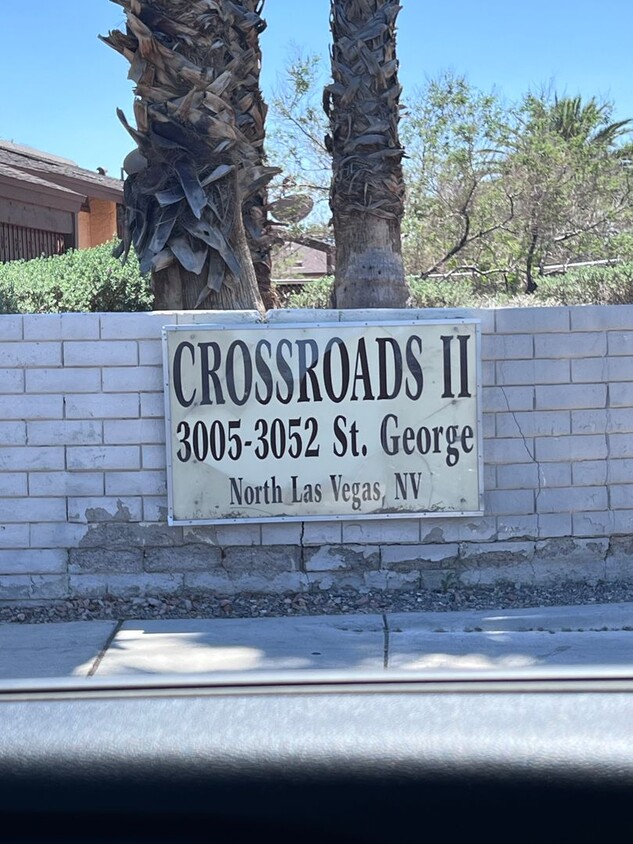 CROSSROADS II
3005-3052 St. George
North Las Vegas, NV